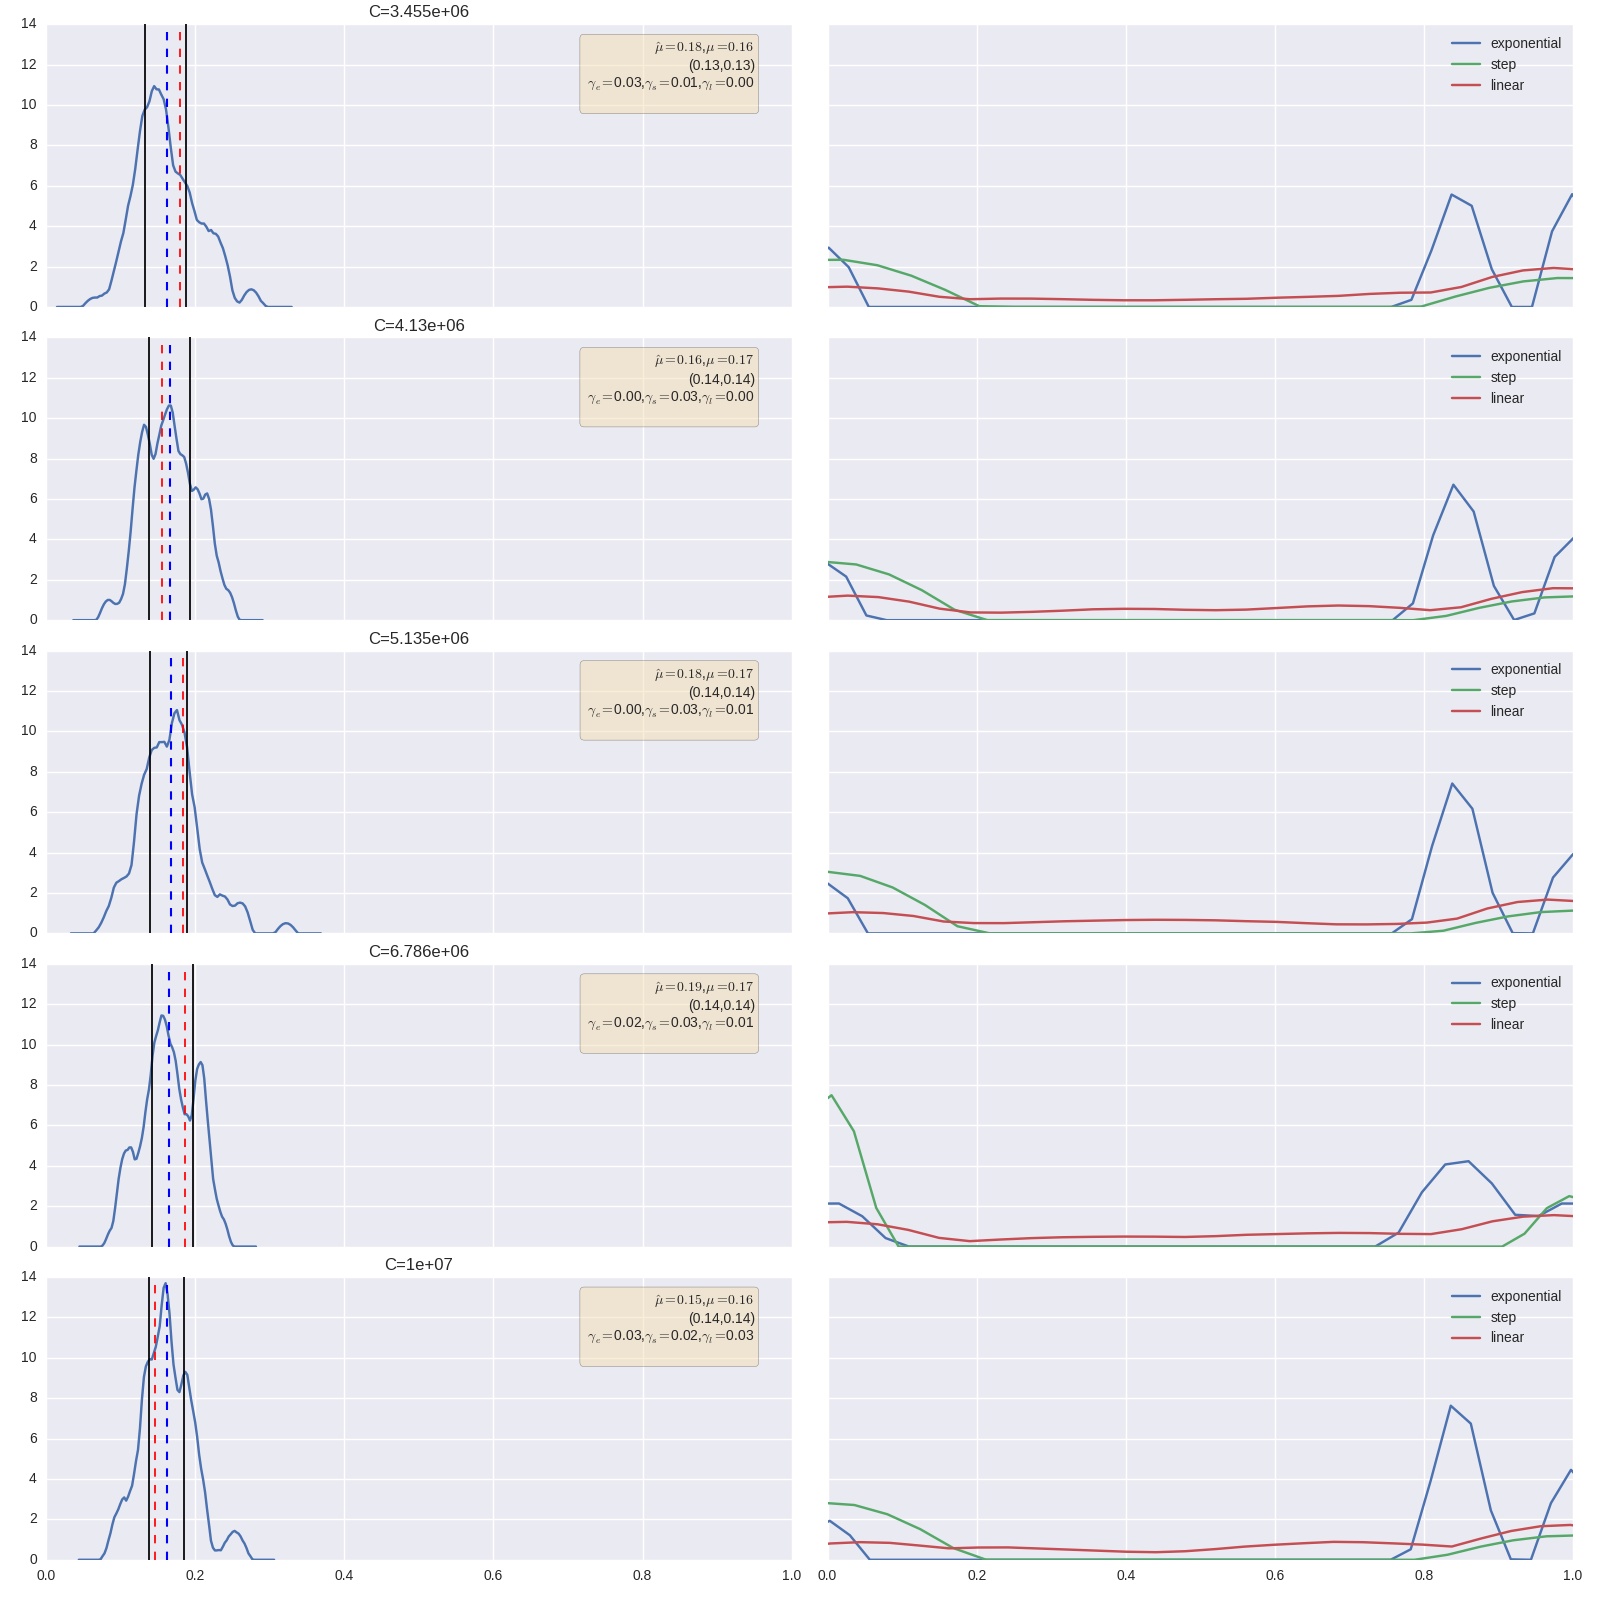 C=3.455e+06
14
12
10
8
6
4
2
0
μ̂=0.18,μ=0.16
(0.13,0.13)
γₑ=0.03,γₛ=0.01,γₗ=0.00
exponential
step
linear
C=4.13e+06
14
12
10
8
6
4
2
0
μ̂=0.16,μ=0.17
(0.14,0.14)
γₑ=0.00,γₛ=0.03,γₗ=0.00
exponential
step
linear
C=5.135e+06
14
12
10
8
6
4
2
0
μ̂=0.18,μ=0.17
(0.14,0.14)
γₑ=0.00,γₛ=0.03,γₗ=0.01
exponential
step
linear
C=6.786e+06
14
12
10
8
6
4
2
0
μ̂=0.19,μ=0.17
(0.14,0.14)
γₑ=0.02,γₛ=0.03,γₗ=0.01
exponential
step
linear
C=1e+07
14
12
10
8
6
4
2
0
μ̂=0.15,μ=0.16
(0.14,0.14)
γₑ=0.03,γₛ=0.02,γₗ=0.03
exponential
step
linear
0.0 0.2 0.4 0.6 0.8 1.0
0.0 0.2 0.4 0.6 0.8 1.0